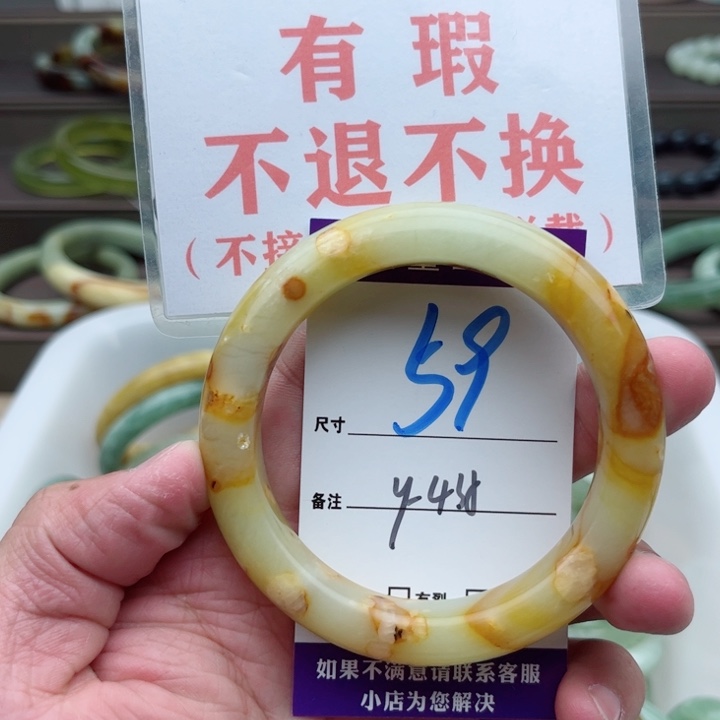 有瑕
不退不换
(不接
尺寸 59
备注
如果不满意请联系客服
小店为您解决